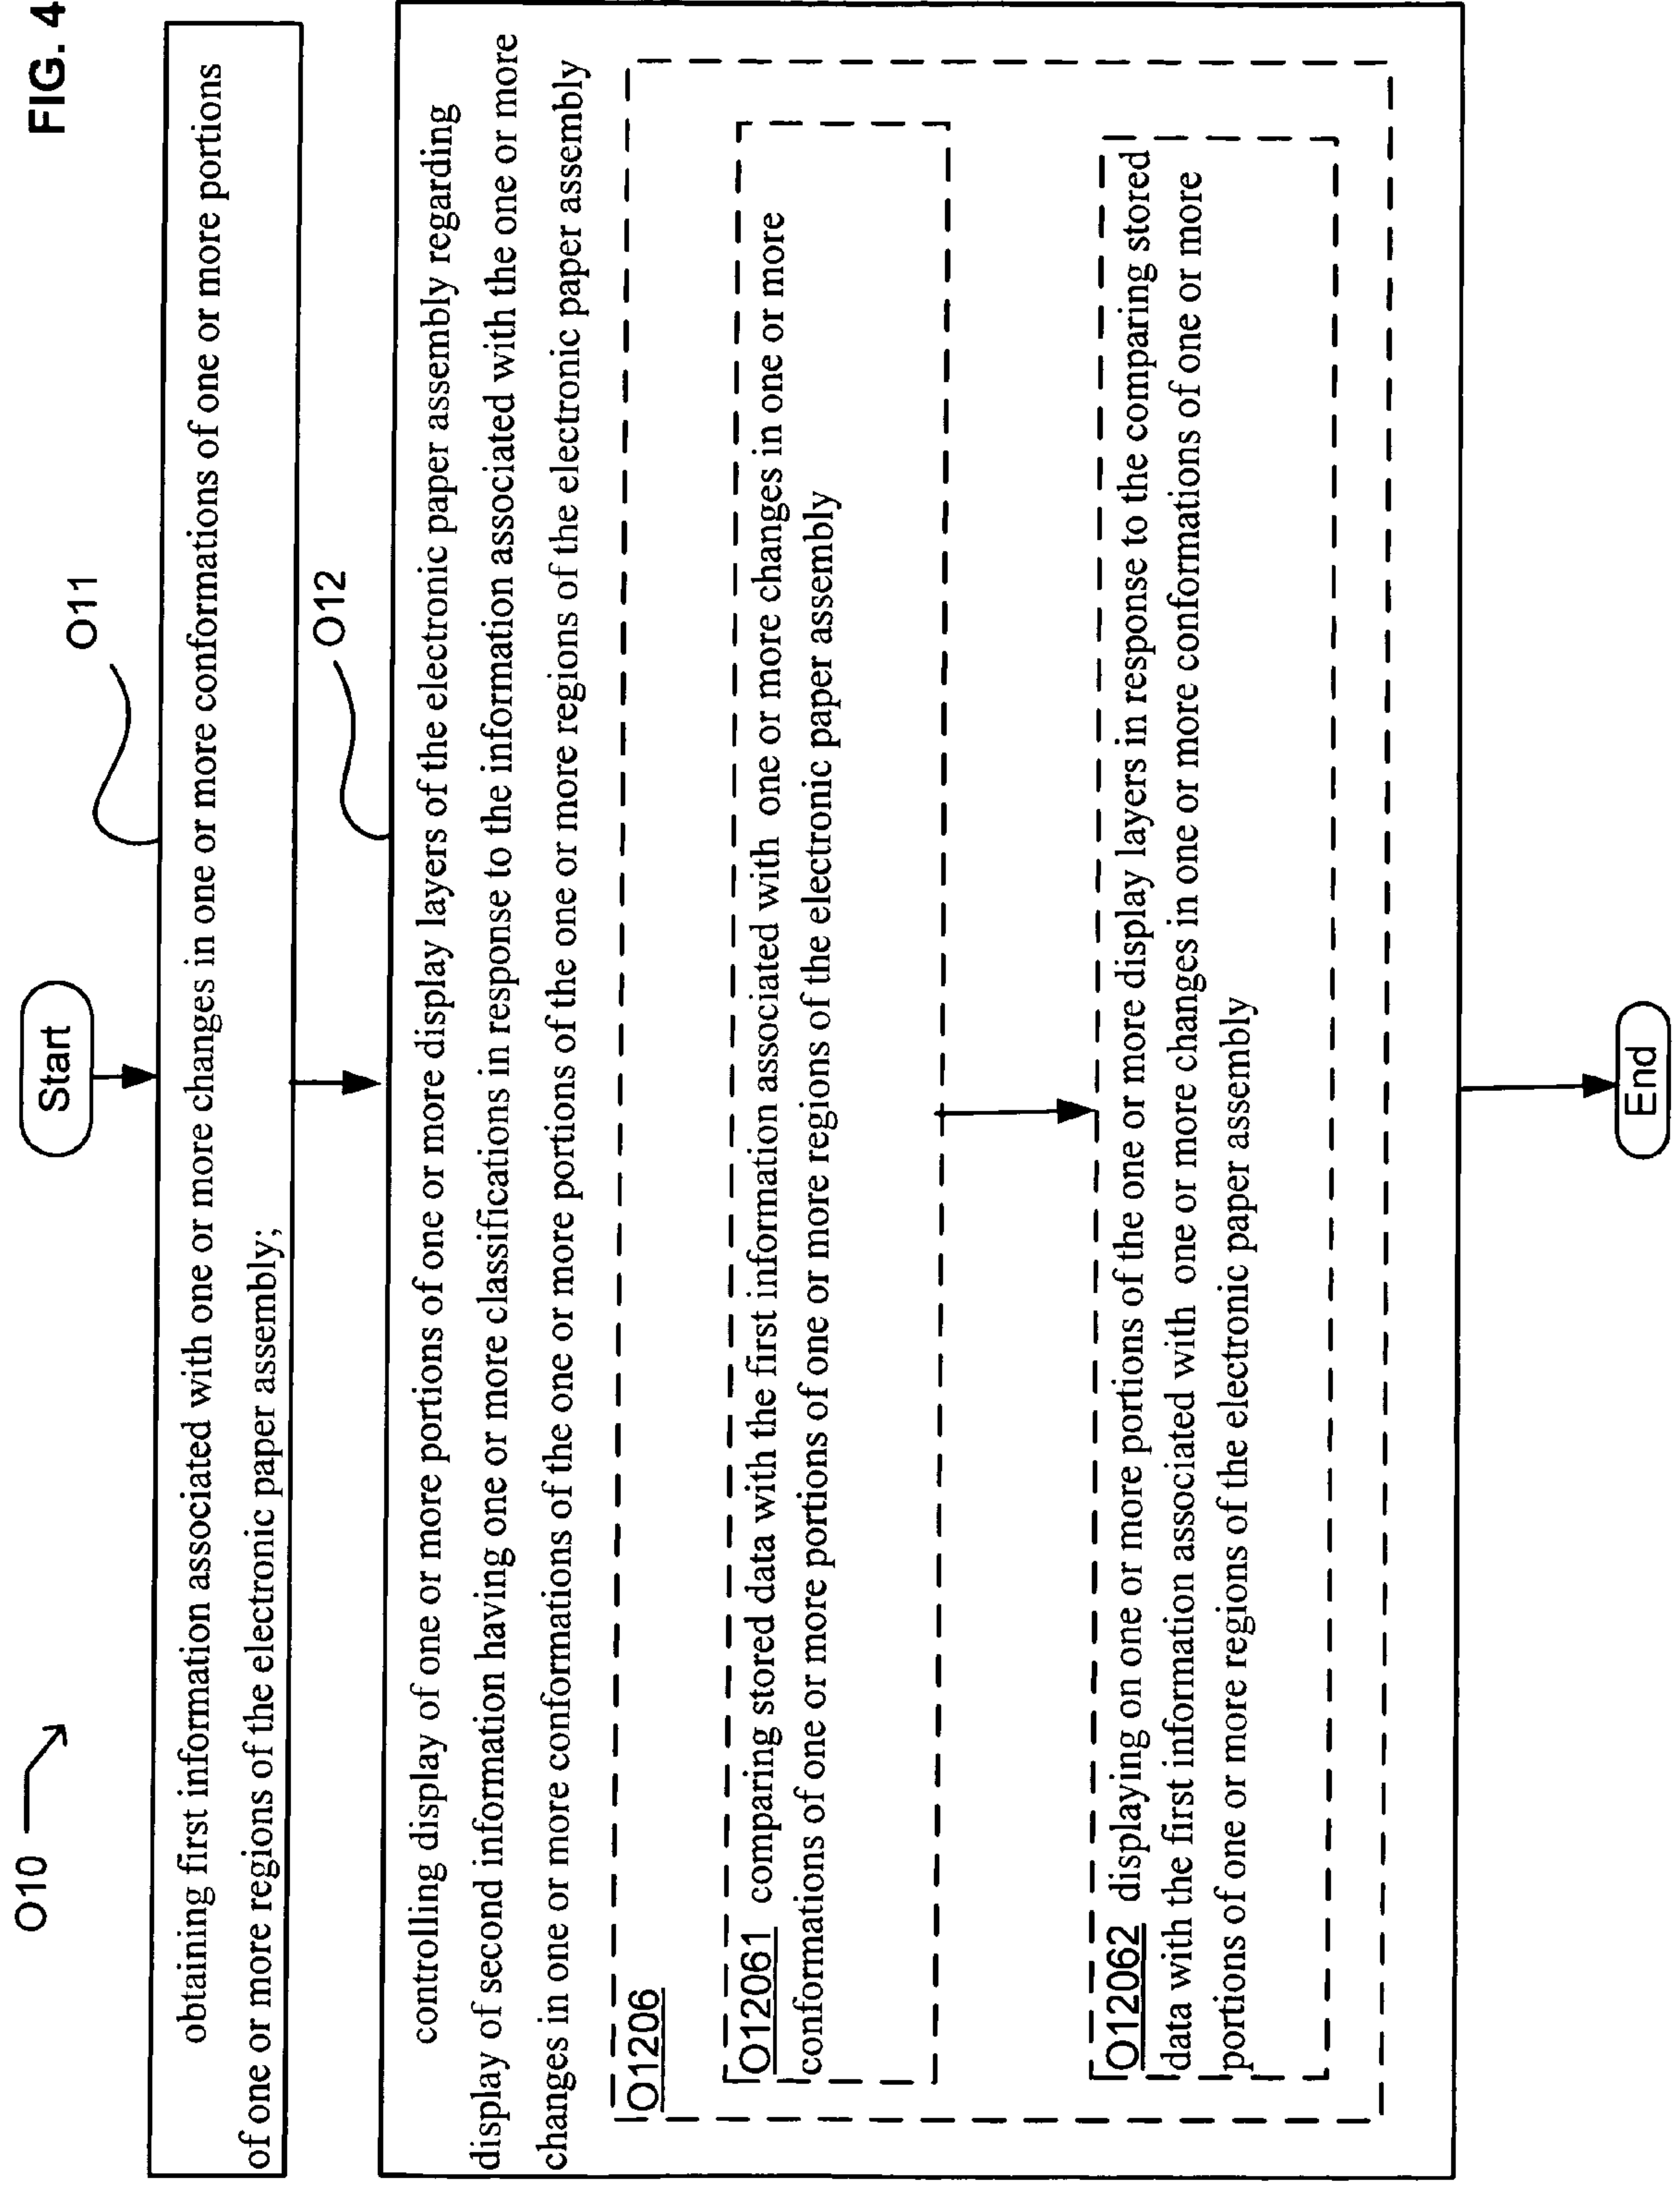 FIG. 4
O10
Start
O11
obtaining first information associated with one or more changes in one or more conformations of one or more portions
of one or more regions of the electronic paper assembly;
O12
controlling display of one or more portions of one or more display layers of the electronic paper assembly regarding
display of second information having one or more classifications in response to the information associated with the one or more
changes in one or more conformations of the one or more portions of the one or more regions of the electronic paper assembly
O1206
O12061 comparing stored data with the first information associated with one or more changes in one or more
conformations of one or more portions of one or more regions of the electronic paper assembly
O12062 displaying on one or more portions of the one or more display layers in response to the comparing stored
data with the first information associated with one or more changes in one or more conformations of one or more
portions of one or more regions of the electronic paper assembly
End